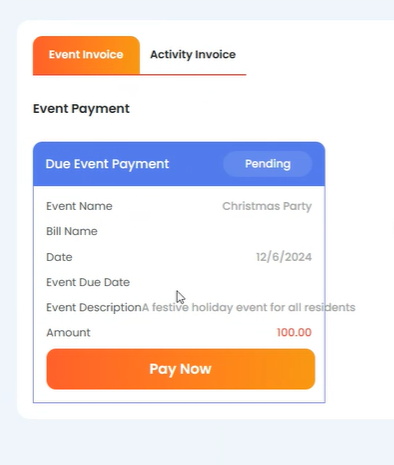 Event Invoice Activity Invoice
Event Payment
Due Event Payment Pending
Event Name Christmas Party
Bill Name
Date 12/6/2024
Event Due Date
Event DescriptionA festive holiday event for all residents
Amount 100.00
Pay Now